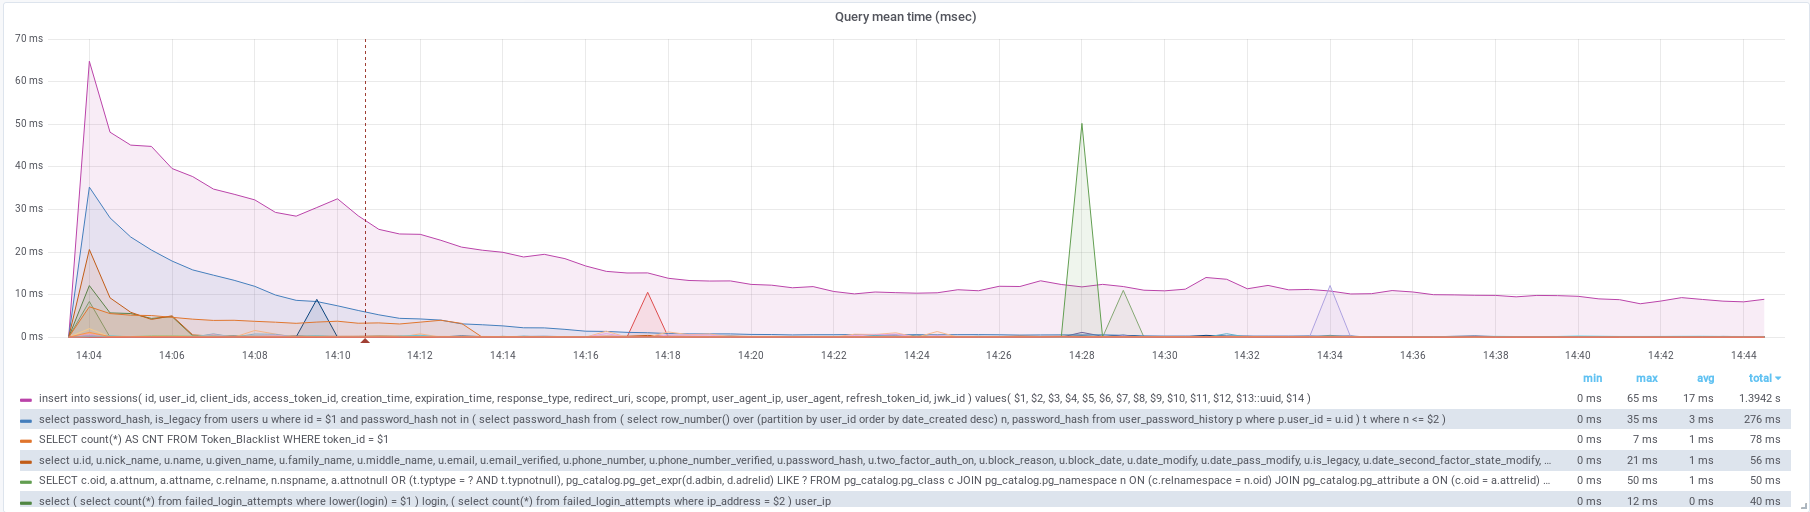 Query mean time (msec)
70 ms
60 ms
50 ms
40 ms
30 ms
20 ms
10 ms
0 ms
14:04 14:06 14:08 14:10 14:12 14:14 14:16 14:18 14:20 14:22 14:24 14:26 14:28 14:30 14:32 14:34 14:36 14:38 14:40 14:42 14:44
min max avg total
insert into sessions( id, user_id, client_ids, access_token_id, creation_time, expiration_time, response_type, redirect_uri, scope, prompt, user_agent_ip, user_agent, refresh_token_id, jwk_id ) values( $1, $2, $3, $4, $5, $6, $7, $8, $9, $10, $11, $12, $13::uuid, $14 ) 0 ms 65 ms 17 ms 1.3942 s
select password_hash, is_legacy from users u where id = $1 and password_hash not in ( select password_hash from ( select row_number() over (partition by user_id order by date_created desc) n, password_hash from user_password_history p where p.user_id = u.id ) t where n <= $2 ) 0 ms 35 ms 3 ms 276 ms
SELECT count(*) AS CNT FROM Token_Blacklist WHERE token_id = $1 0 ms 7 ms 1 ms 78 ms
select u.id, u.nick_name, u.name, u.given_name, u.family_name, u.middle_name, u.email, u.email_verified, u.phone_number, u.phone_number_verified, u.password_hash, u.two_factor_auth_on, u.block_reason, u.block_date, u.date_modify, u.date_pass_modify, u.is_legacy, u.date_second_factor_state_modify, ... 0 ms 21 ms 1 ms 56 ms
SELECT c.oid, a.attnum, a.attname, c.relname, n.nspname, a.attnotnull OR (t.typtype = ? AND t.typnotnull), pg_catalog.pg_get_expr(d.adbin, d.adrelid) LIKE ? FROM pg_catalog.pg_class c JOIN pg_catalog.pg_namespace n ON (c.relnamespace = n.oid) JOIN pg_catalog.pg_attribute a ON (c.oid = a.attrelid) ... 0 ms 50 ms 1 ms 50 ms
select ( select count(*) from failed_login_attempts where lower(login) = $1 ) login, ( select count(*) from failed_login_attempts where ip_address = $2 ) user_ip 0 ms 12 ms 0 ms 40 ms